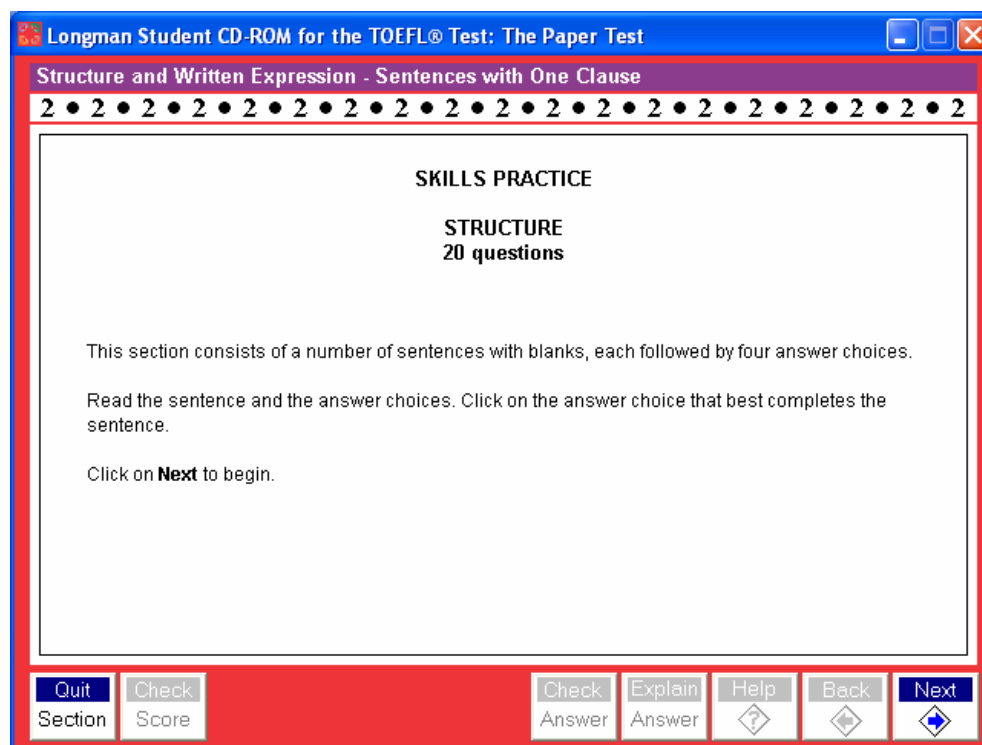 Longman Student CD-ROM for the TOEFL® Test: The Paper Test
Structure and Written Expression - Sentences with One Clause
2 • 2 • 2 • 2 • 2 • 2 • 2 • 2 • 2 • 2 • 2 • 2 • 2 • 2 • 2 • 2 • 2 • 2 • 2
SKILLS PRACTICE
STRUCTURE
20 questions
This section consists of a number of sentences with blanks, each followed by four answer choices.
Read the sentence and the answer choices. Click on the answer choice that best completes the
sentence.
Click on Next to begin.
Quit Check Check Explain Help Back Next
Section Score Answer Answer ?